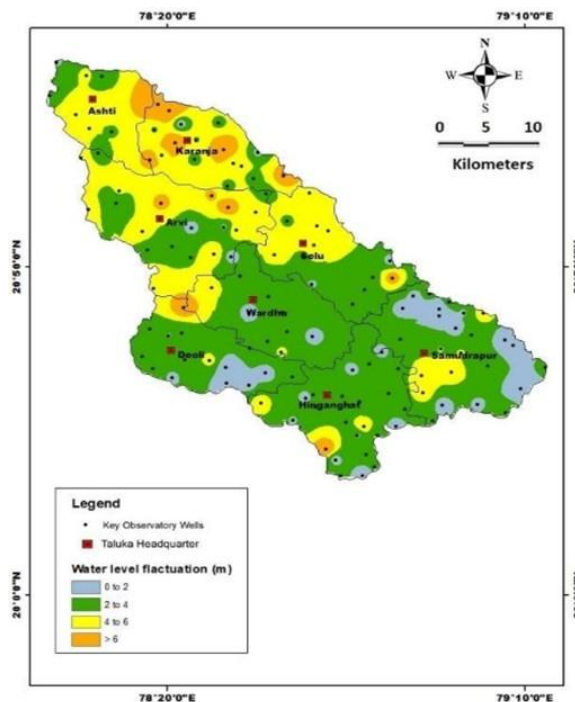 78°20'0"E 79°10'0"E
N
W E
S
0 5 10
Kilometers
Ashti
Karanja
Arvi
Selu
20°50'0"N
Wardha
Deoli
Samudrapur
Hinganghat
Legend
Key Observatory Wells
Taluka Headquarter
Water level flactuation (m)
0 to 2
2 to 4
4 to 6
> 6
20°0'0"N
78°20'0"E 79°10'0"E